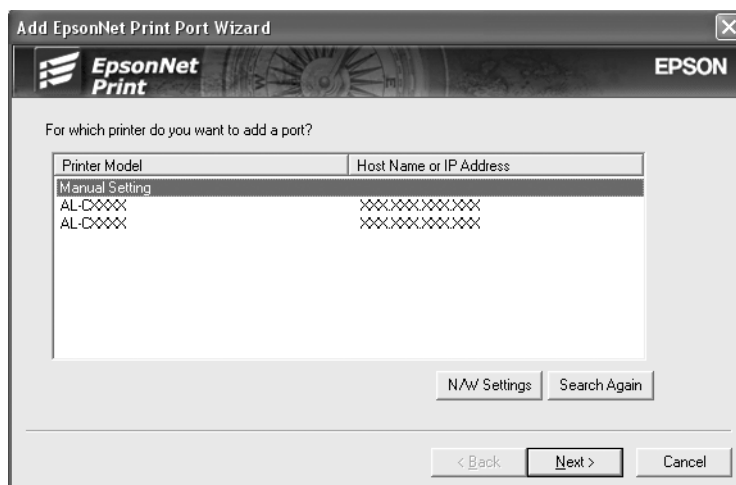 Add EpsonNet Print Port Wizard
EpsonNet
Print
EPSON
For which printer do you want to add a port?
Printer Model Host Name or IP Address
Manual Setting
AL-CXXXX XXX.XXX.XXX.XXX
AL-CXXXX XXX.XXX.XXX.XXX
N/W Settings Search Again
< Back Next > Cancel